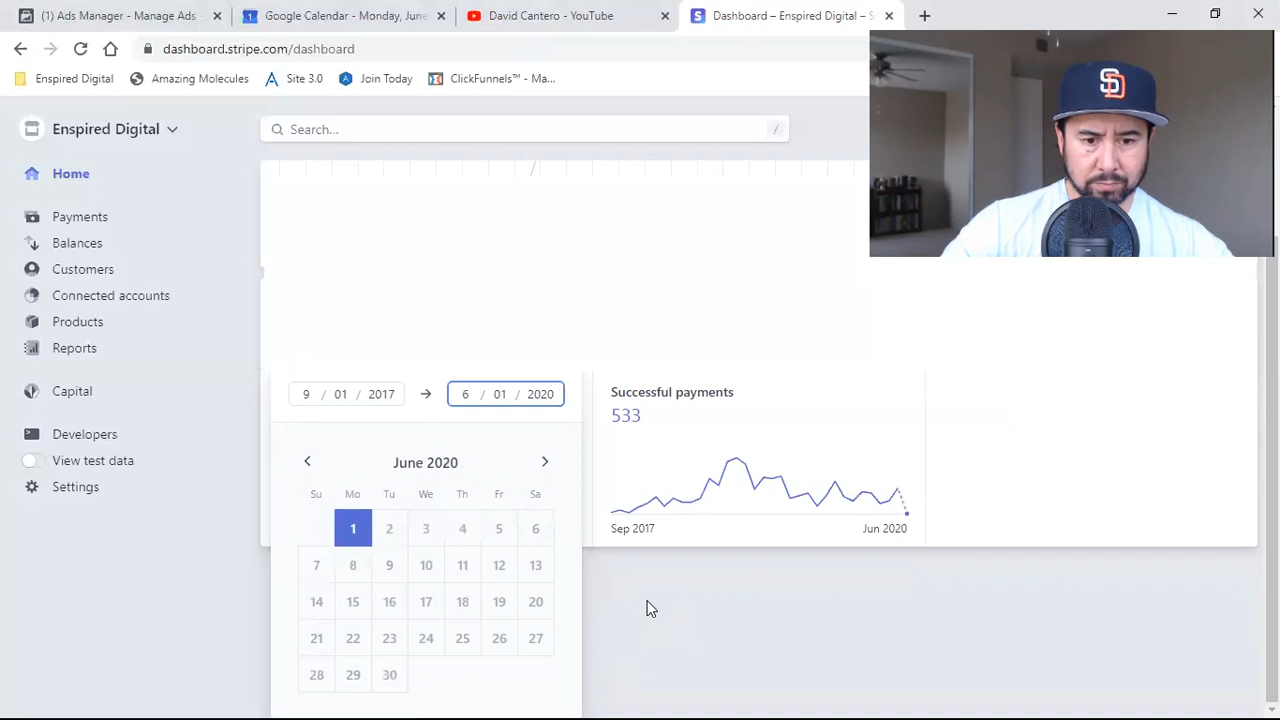 (1) Ads Manager - Manage Ads -
Google Calendar - Monday, June
David Cantero - YouTube
Dashboard – Enspired Digital – S
dashboard.stripe.com/dashboard
Enspired Digital
Amazing Molecules
Site 3.0
Join Today
ClickFunnels™ - Ma...
Enspired Digital
Search...
/
SD
Home
Payments
Balances
Customers
Connected accounts
Products
Reports
Capital
Developers
View test data
Settings
9 / 01 / 2017 → 6 / 01 / 2020
June 2020
Su Mo Tu We Th Fr Sa
1 2 3 4 5 6
7 8 9 10 11 12 13
14 15 16 17 18 19 20
21 22 23 24 25 26 27
28 29 30
Successful payments
533
Sep 2017
Jun 2020